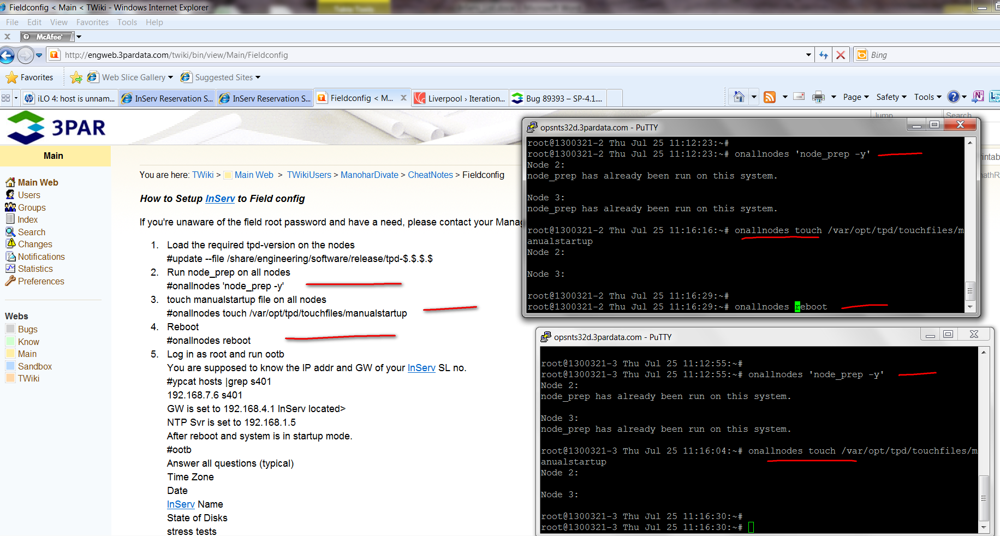 Fieldconfig < Main < TWiki - Windows Internet Explorer
File Edit View Favorites Tools Help
x McAfee
http://engweb.3pardata.com/twiki/bin/view/Main/Fieldconfig
Bing
Favorites Web Slice Gallery Suggested Sites
iLO 4: host is unnam... InServ Reservation S... InServ Reservation S... Fieldconfig < M... x Liverpool › Iteration... Bug 89393 – SP-4.1.... Page Safety Tools
3PAR
Jump Search
Main
Main Web
Users
Groups
Index
Search
Changes
Notifications
Statistics
Preferences
Webs
Bugs
Know
Main
Sandbox
TWiki
You are here: TWiki > Main Web > TWikiUsers > ManoharDivate > CheatNotes > Fieldconfig
How to Setup InServ to Field config
If you're unaware of the field root password and have a need, please contact your Manag
1. Load the required tpd-version on the nodes
#update --file /share/engineering/software/release/tpd-$.$.$.$
2. Run node_prep on all nodes
#onallnodes 'node_prep -y'
3. touch manualstartup file on all nodes
#onallnodes touch /var/opt/tpd/touchfiles/manualstartup
4. Reboot
#onallnodes reboot
5. Log in as root and run ootb
You are supposed to know the IP addr and GW of your InServ SL no.
#ypcat hosts |grep s401
192.168.7.6 s401
GW is set to 192.168.4.1 InServ located>
NTP Svr is set to 192.168.1.5
After reboot and system is in startup mode.
#ootb
Answer all questions (typical)
Time Zone
Date
InServ Name
State of Disks
stress tests
opsnts32d.3pardata.com - PuTTY
root@1300321-2 Thu Jul 25 11:12:23:~#
root@1300321-2 Thu Jul 25 11:12:23:~# onallnodes 'node_prep -y'
Node 2:
node_prep has already been run on this system.
Node 3:
node_prep has already been run on this system.
root@1300321-2 Thu Jul 25 11:16:16:~# onallnodes touch /var/opt/tpd/touchfiles/m
anualstartup
Node 2:
Node 3:
root@1300321-2 Thu Jul 25 11:16:29:~#
root@1300321-2 Thu Jul 25 11:16:29:~# onallnodes reboot
rintab
athR
opsnts32d.3pardata.com - PuTTY
root@1300321-3 Thu Jul 25 11:12:55:~#
root@1300321-3 Thu Jul 25 11:12:55:~# onallnodes 'node_prep -y'
Node 2:
node_prep has already been run on this system.
Node 3:
node_prep has already been run on this system.
root@1300321-3 Thu Jul 25 11:16:04:~# onallnodes touch /var/opt/tpd/touchfiles/m
anualstartup
Node 2:
Node 3:
root@1300321-3 Thu Jul 25 11:16:30:~#
root@1300321-3 Thu Jul 25 11:16:30:~#